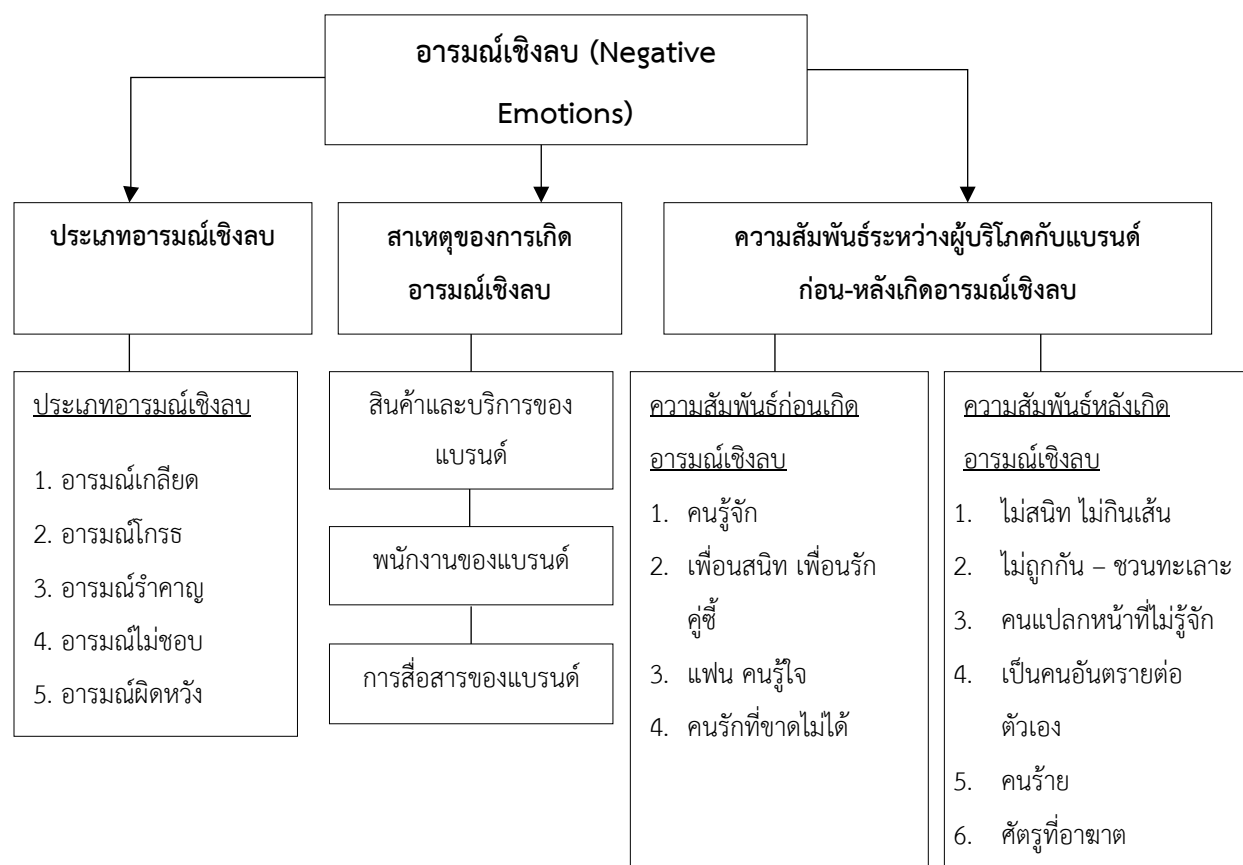 อารมณ์เชิงลบ (Negative
Emotions)
ประเภทอารมณ์เชิงลบ
สาเหตุของการเกิด
อารมณ์เชิงลบ
ความสัมพันธ์ระหว่างผู้บริโภคกับแบรนด์
ก่อน-หลังเกิดอารมณ์เชิงลบ
ประเภทอารมณ์เชิงลบ
1. อารมณ์เกลียด
2. อารมณ์โกรธ
3. อารมณ์รำคาญ
4. อารมณ์ไม่ชอบ
5. อารมณ์ผิดหวัง
สินค้าและบริการของ
แบรนด์
พนักงานของแบรนด์
การสื่อสารของแบรนด์
ความสัมพันธ์ก่อนเกิด
อารมณ์เชิงลบ
1. คนรู้จัก
2. เพื่อนสนิท เพื่อนรัก
คู่ซี้
3. แฟน คนรู้ใจ
4. คนรักที่ขาดไม่ได้
ความสัมพันธ์หลังเกิด
อารมณ์เชิงลบ
1. ไม่สนิท ไม่กินเส้น
2. ไม่ถูกกัน – ชวนทะเลาะ
3. คนแปลกหน้าที่ไม่รู้จัก
4. เป็นคนอันตรายต่อ
ตัวเอง
5. คนร้าย
6. ศัตรูที่อาฆาต